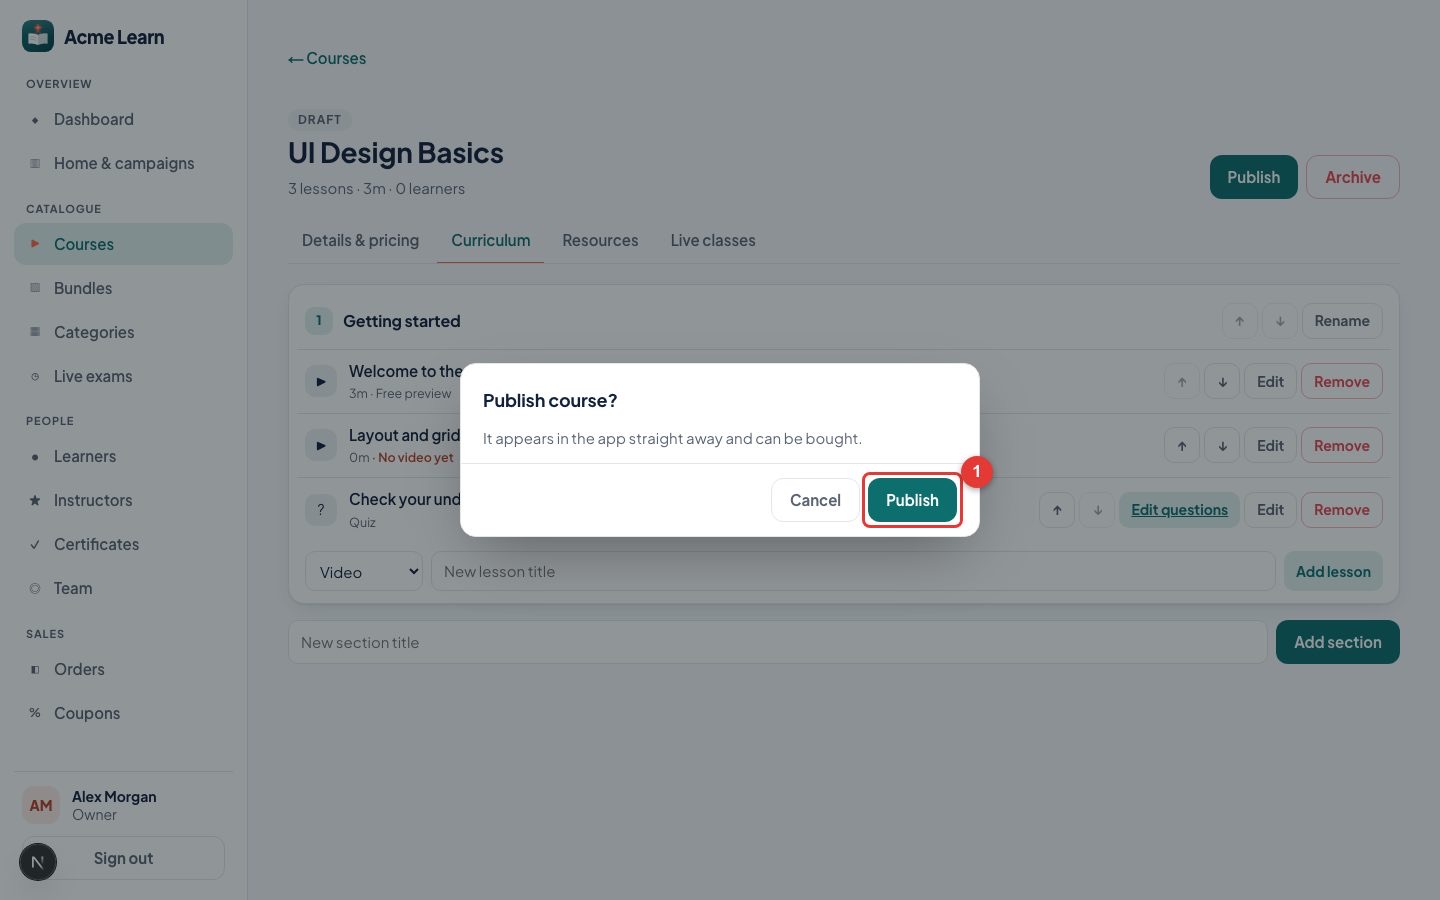 Acme Learn
OVERVIEW
Dashboard
Home & campaigns
CATALOGUE
Courses
Bundles
Categories
Live exams
PEOPLE
Learners
Instructors
Certificates
Team
SALES
Orders
% Coupons
AM
Alex Morgan
Owner
N
Sign out
← Courses
DRAFT
UI Design Basics
3 lessons · 3m · 0 learners
Publish
Archive
Details & pricing
Curriculum
Resources
Live classes
1
Getting started
↑ ↓ Rename
Welcome to the
3m · Free preview
↑ ↓ Edit Remove
Layout and grid
0m · No video yet
↑ ↓ Edit Remove
? Check your und
Quiz
↑ ↓ Edit questions Edit Remove
Video
New lesson title
Add lesson
New section title
Add section
Publish course?
It appears in the app straight away and can be bought.
Cancel
Publish
1